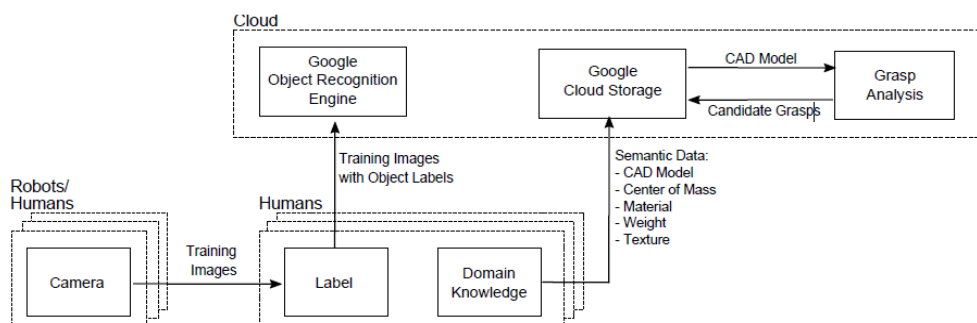 Cloud
Google
Object Recognition
Engine
Google
Cloud Storage
CAD Model
Candidate Grasps
Grasp
Analysis
Training Images
with Object Labels
Semantic Data:
- CAD Model
- Center of Mass
- Material
- Weight
- Texture
Robots/
Humans
Camera
Training
Images
Humans
Label
Domain
Knowledge